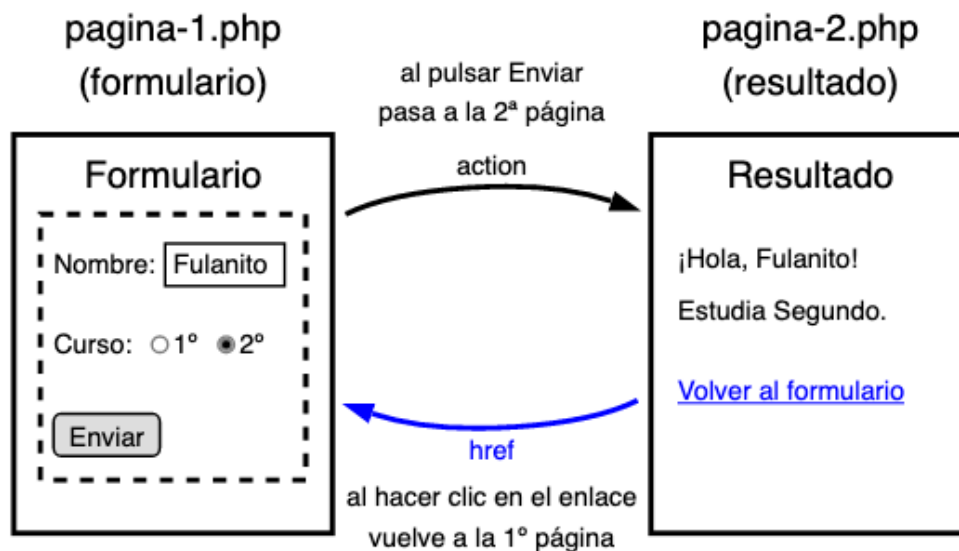 pagina-1.php
(formulario)
Formulario
Nombre: Fulanito
Curso: 1º 2º
Enviar
al pulsar Enviar
pasa a la 2ª página
action
href
al hacer clic en el enlace
vuelve a la 1º página
pagina-2.php
(resultado)
Resultado
¡Hola, Fulanito!
Estudia Segundo.
Volver al formulario